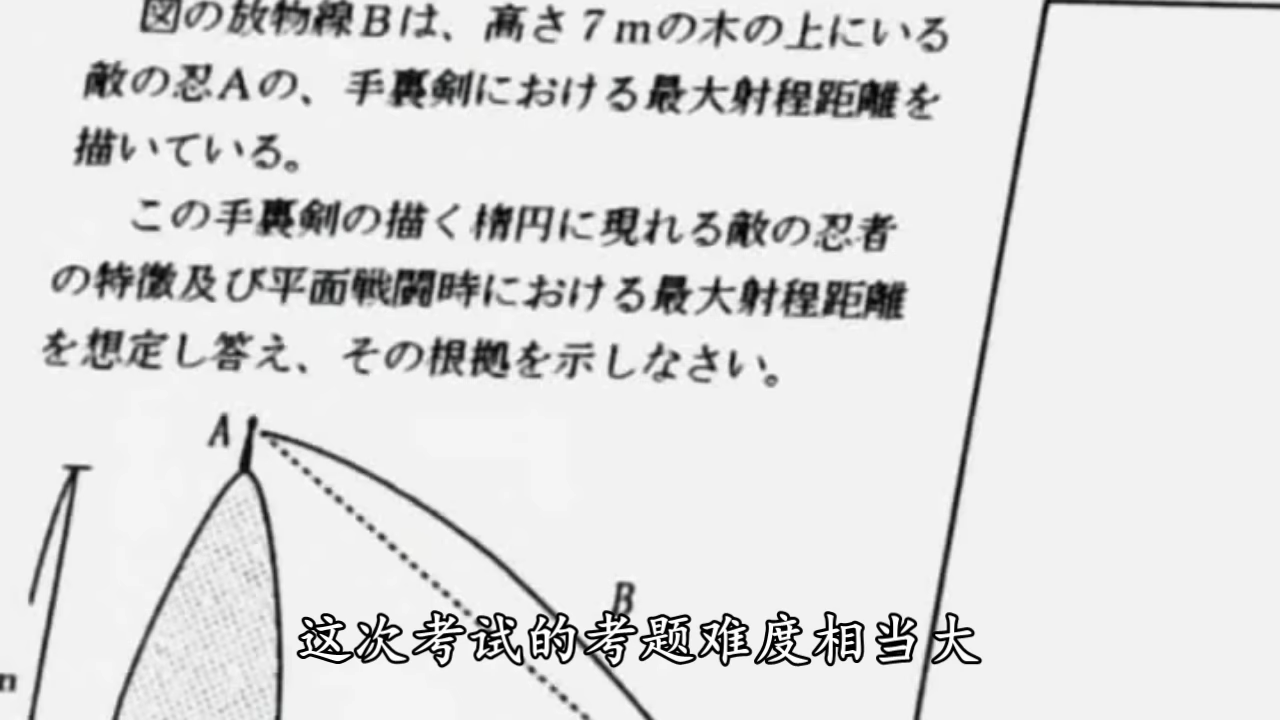 図の放物線Bは、高さ7mの木の上にいる
敵の忍Aの、手裏剣における最大射程距離を
描いている。
この手裏剣の描く楕円に現れる敵の忍者
の特徴及び平面戦闘時における最大射程距離
を想定し答え、その根拠を示しなさい。
A
B
m
这次考试的考题难度相当大